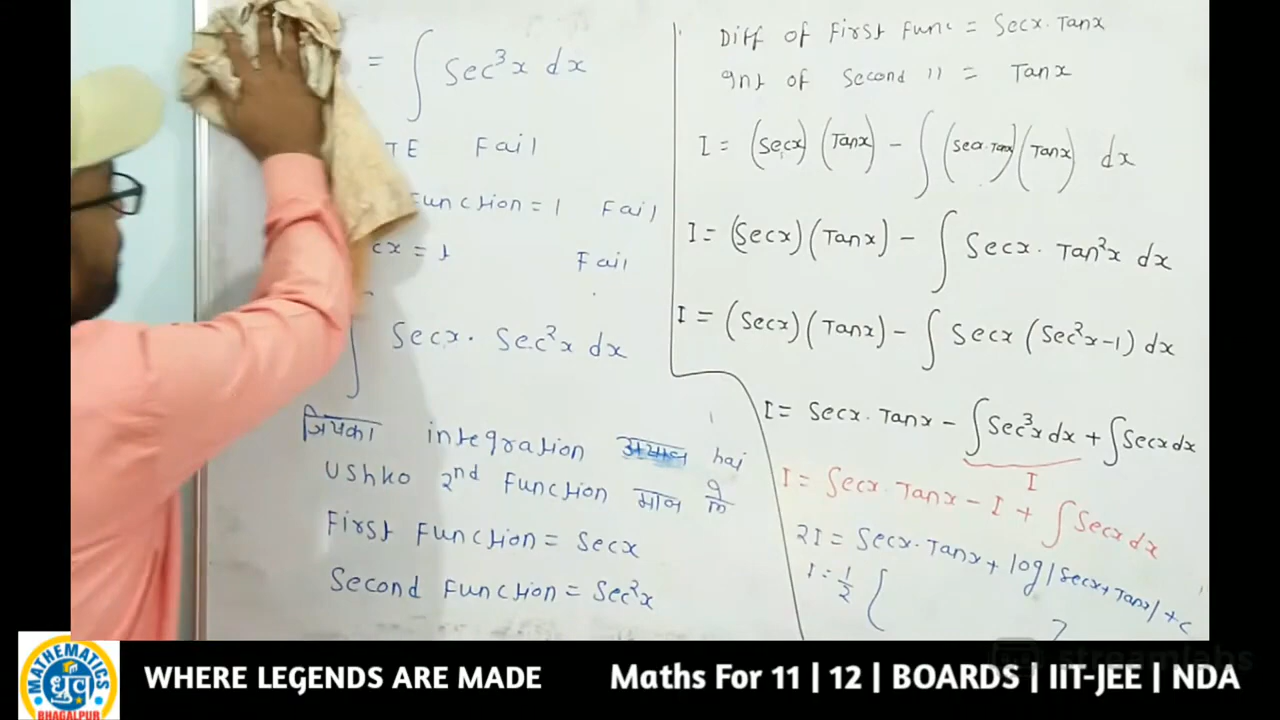 = ∫ Sec³x dx
TE Fail
Function = 1 Fail
cx = 1 Fail
∫ Secx · Sec²x dx
integration hai
Ushko 2nd Function मान
First Function = Secx
Second Function = Sec²x
Diff of First Func = Secx·Tanx
Int of Second 11 = Tanx
I = (Secx)(Tanx) - ∫(Seca·Tanx)(Tanx) dx
I = (Secx)(Tanx) - ∫ Secx · Tan²x dx
I = (Secx)(Tanx) - ∫ Secx (Sec²x-1) dx
I = Secx·Tanx - ∫Sec³x dx + ∫Secx dx
I
I = Secx·Tanx - I + ∫ Secx dx
2I = Secx·Tanx + log|Secx+Tanx| + c
I = 1/2 {
}
MATHEMATICS
ध्रुव
BHAGALPUR
WHERE LEGENDS ARE MADE
Maths For 11 | 12 | BOARDS | IIT-JEE | NDA
streamlabs